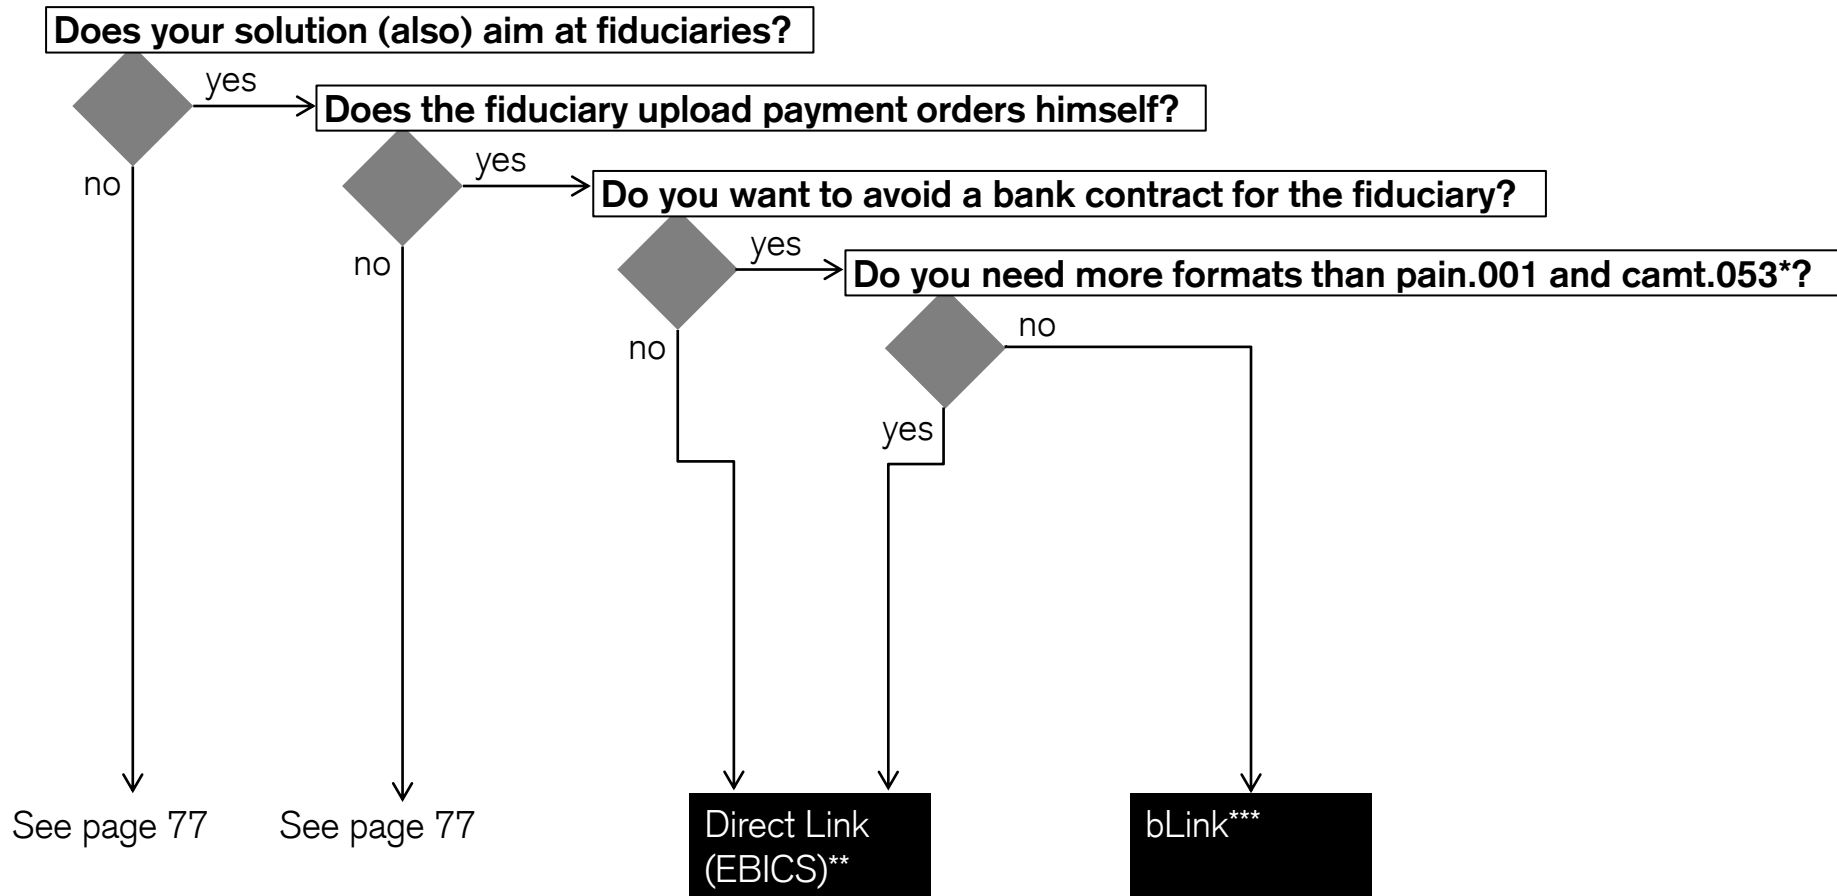 Does your solution (also) aim at fiduciaries?
yes
Does the fiduciary upload payment orders himself?
no
yes
Do you want to avoid a bank contract for the fiduciary?
no
yes
Do you need more formats than pain.001 and camt.053*?
no
no
yes
See page 77
See page 77
Direct Link
(EBICS)**
bLink***